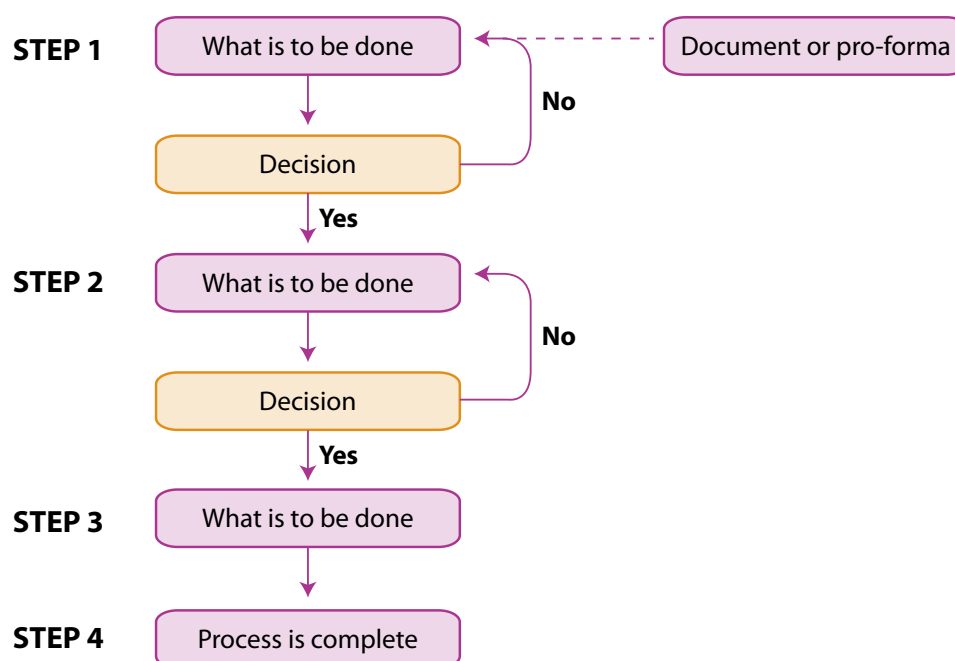 STEP 1
What is to be done
Document or pro-forma
No
Decision
Yes
STEP 2
What is to be done
No
Decision
Yes
STEP 3
What is to be done
STEP 4
Process is complete